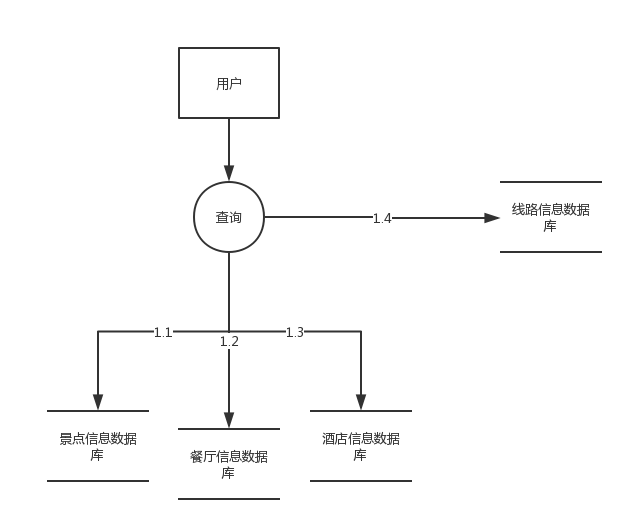 用户
查询
1.4
线路信息数据
库
1.1
1.2
1.3
景点信息数据
库
餐厅信息数据
库
酒店信息数据
库